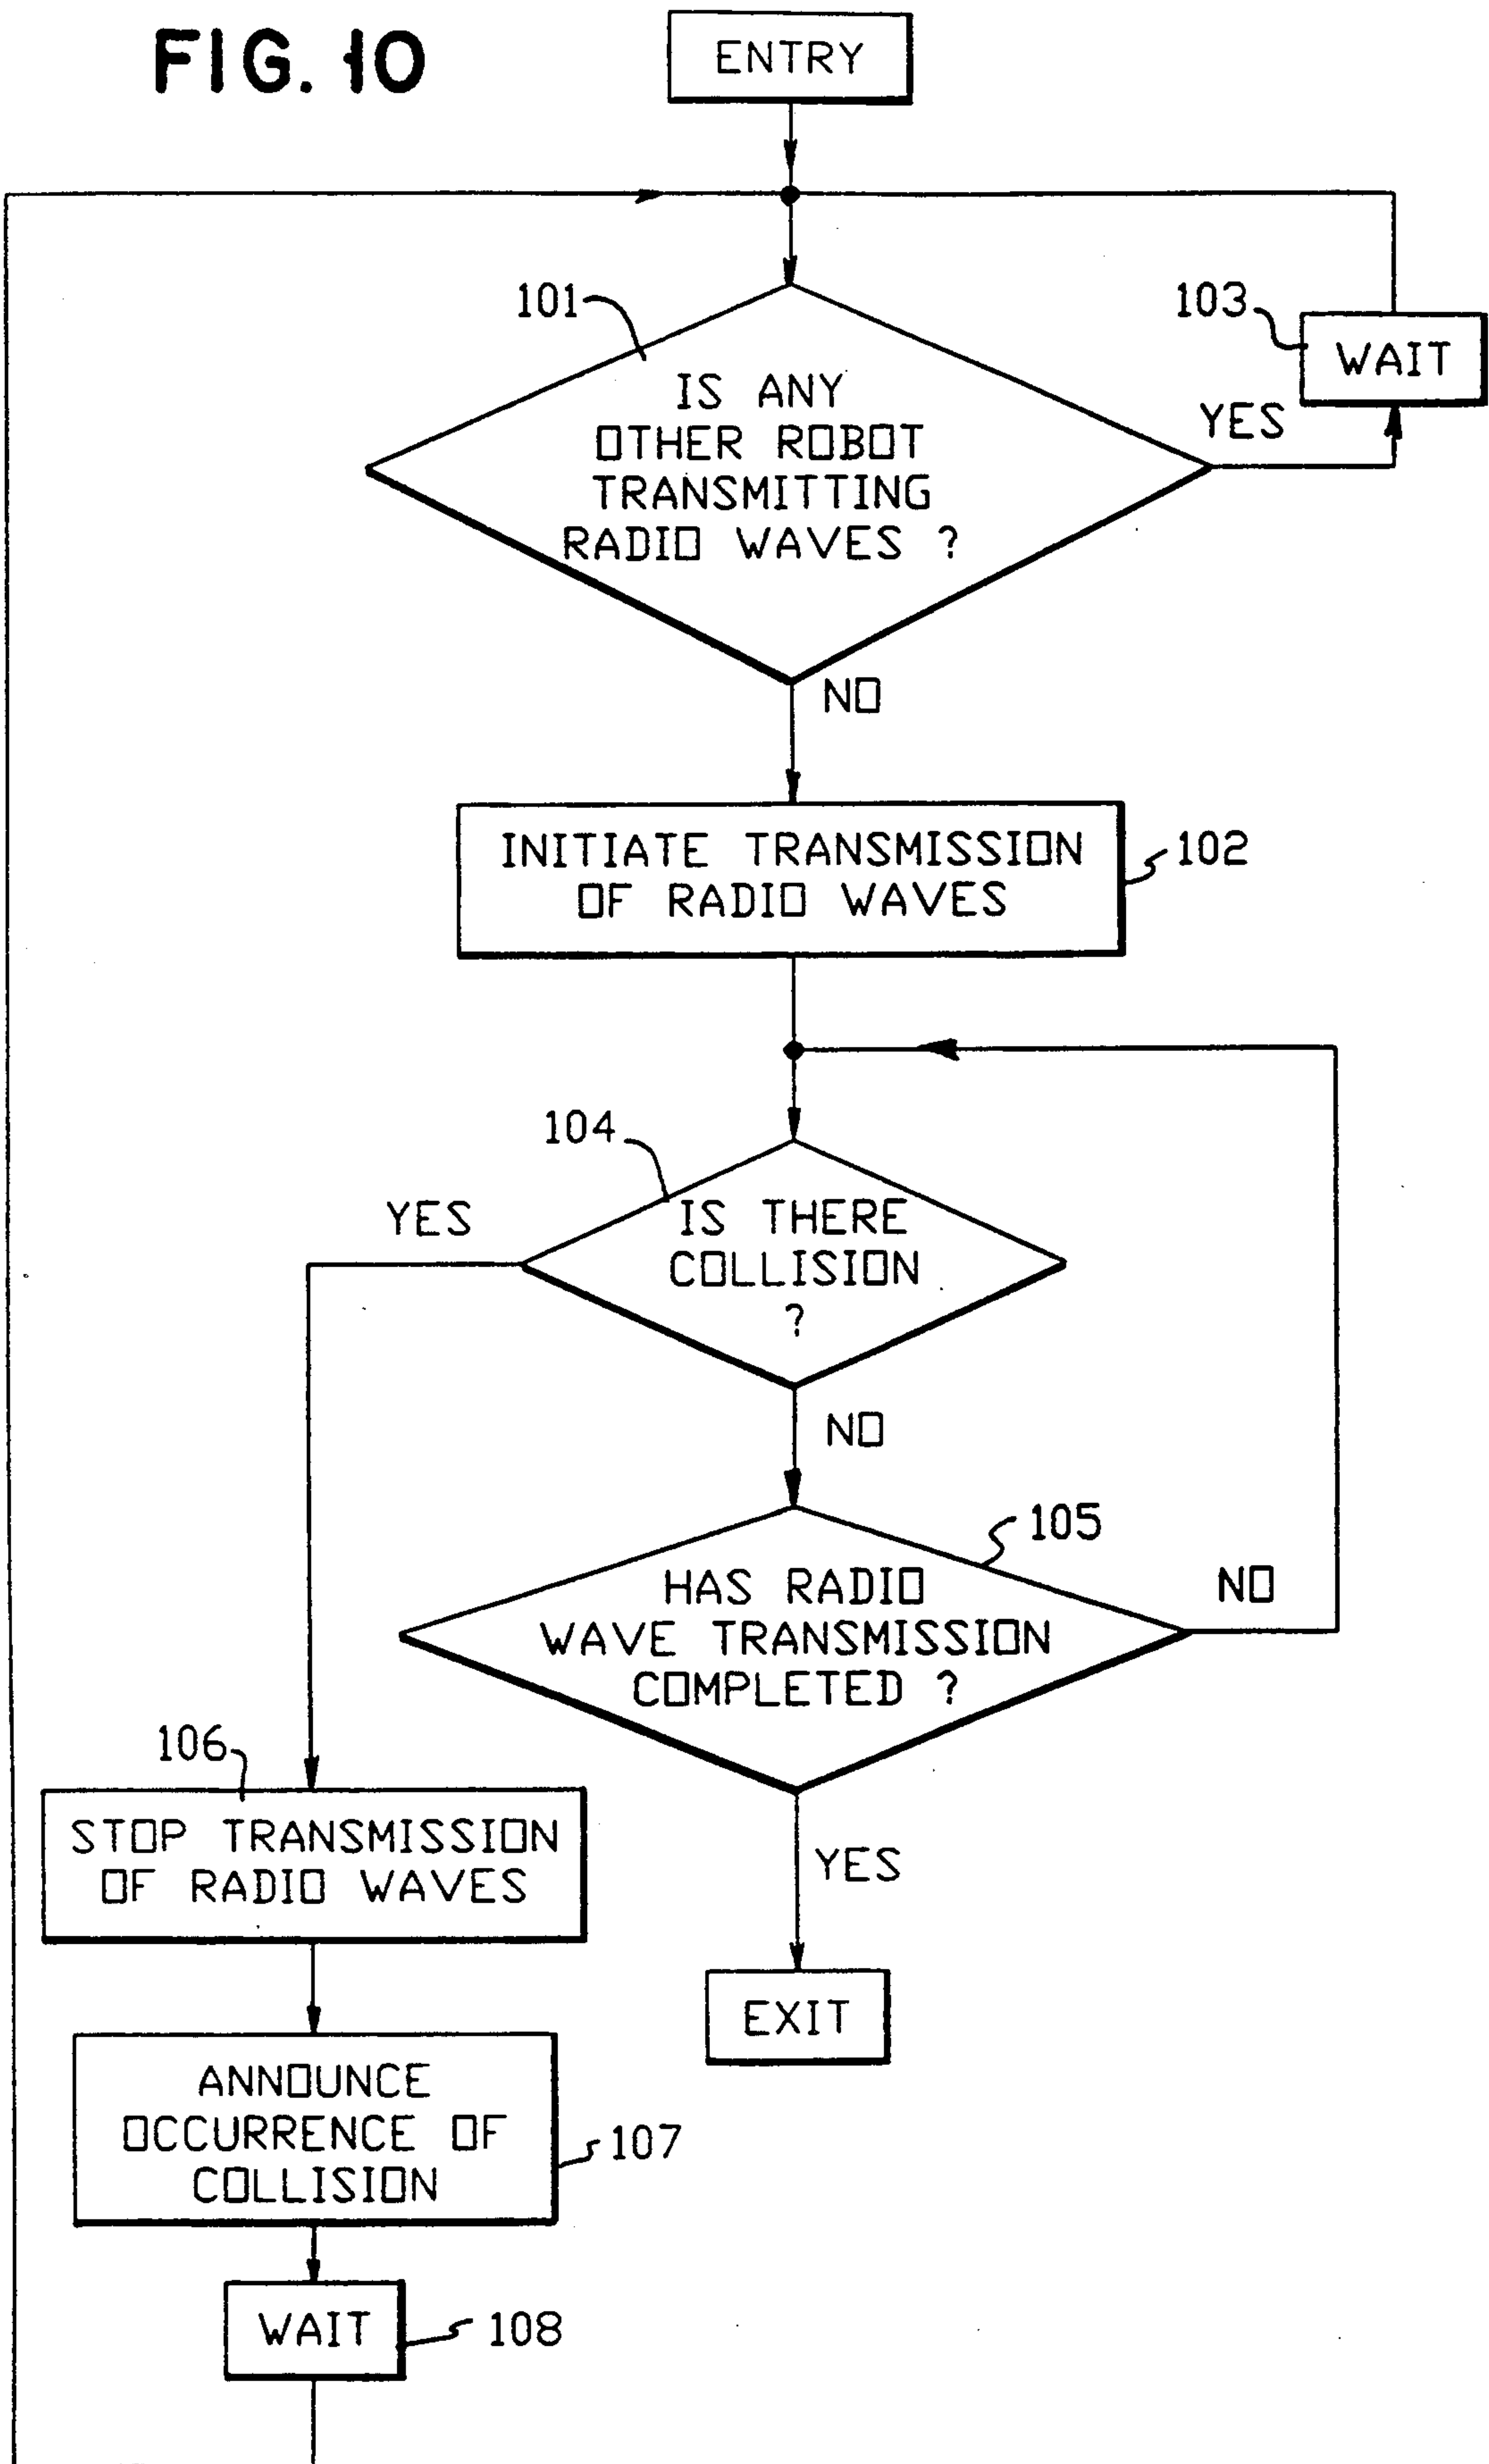 FIG. 10
ENTRY
101
103
WAIT
IS ANY
OTHER ROBOT
TRANSMITTING
RADIO WAVES ?
YES
NO
INITIATE TRANSMISSION
OF RADIO WAVES
102
104
YES
IS THERE
COLLISION
?
NO
105
HAS RADIO
WAVE TRANSMISSION
COMPLETED ?
NO
106
STOP TRANSMISSION
OF RADIO WAVES
YES
EXIT
ANNOUNCE
OCCURRENCE OF
COLLISION
107
WAIT
108